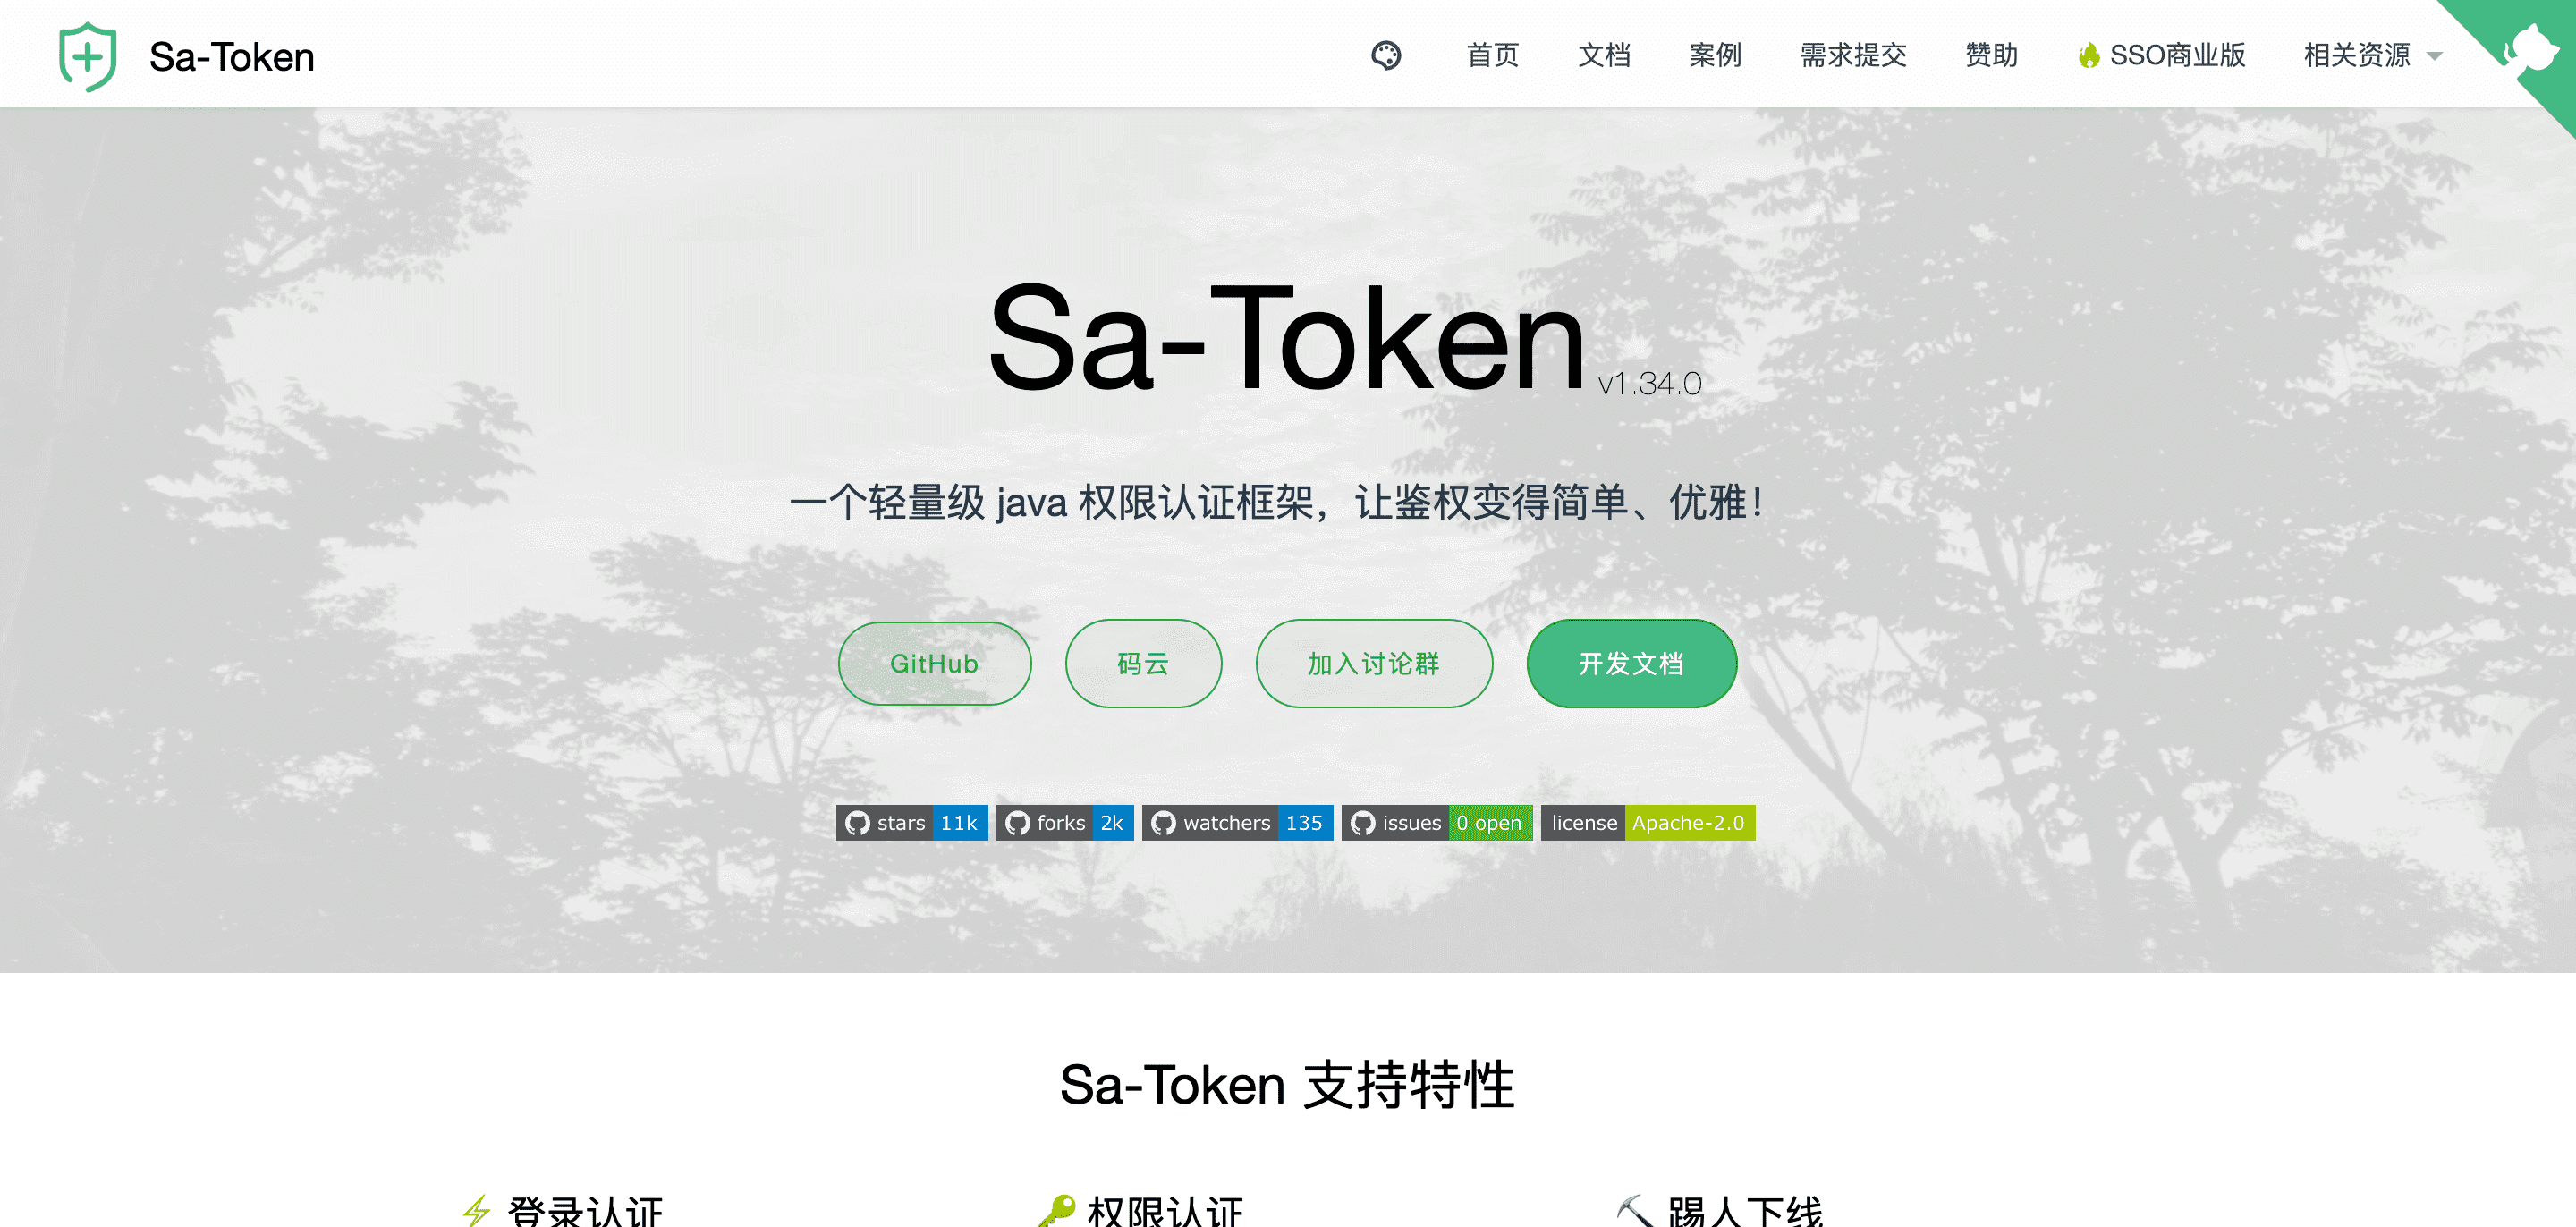 Sa-Token
首页 文档 案例 需求提交 赞助 SSO商业版 相关资源
Sa-Token v1.34.0
一个轻量级 java 权限认证框架，让鉴权变得简单、优雅！
GitHub 码云 加入讨论群 开发文档
stars 11k forks 2k watchers 135 issues 0 open license Apache-2.0
Sa-Token 支持特性
登录认证 权限认证 踢人下线